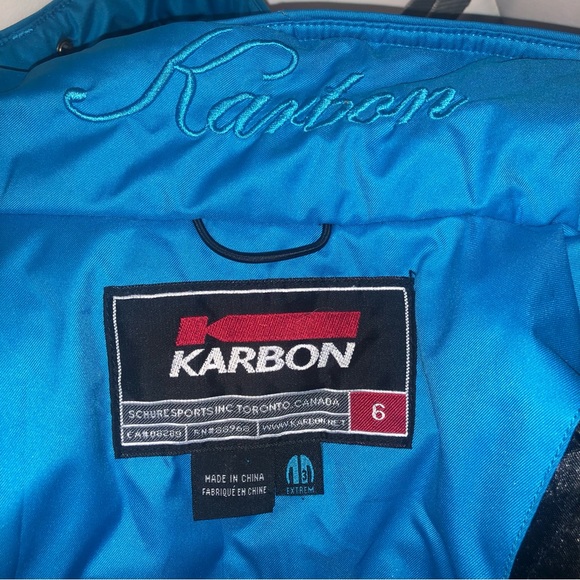 Karbon
KARBON
SCHURE SPORTS INC. TORONTO. CANADA
6
CA#08289 RN#88968 WWW.KARBON.NET
MADE IN CHINA
FABRIQUÉ EN CHINE
3
EXTREM